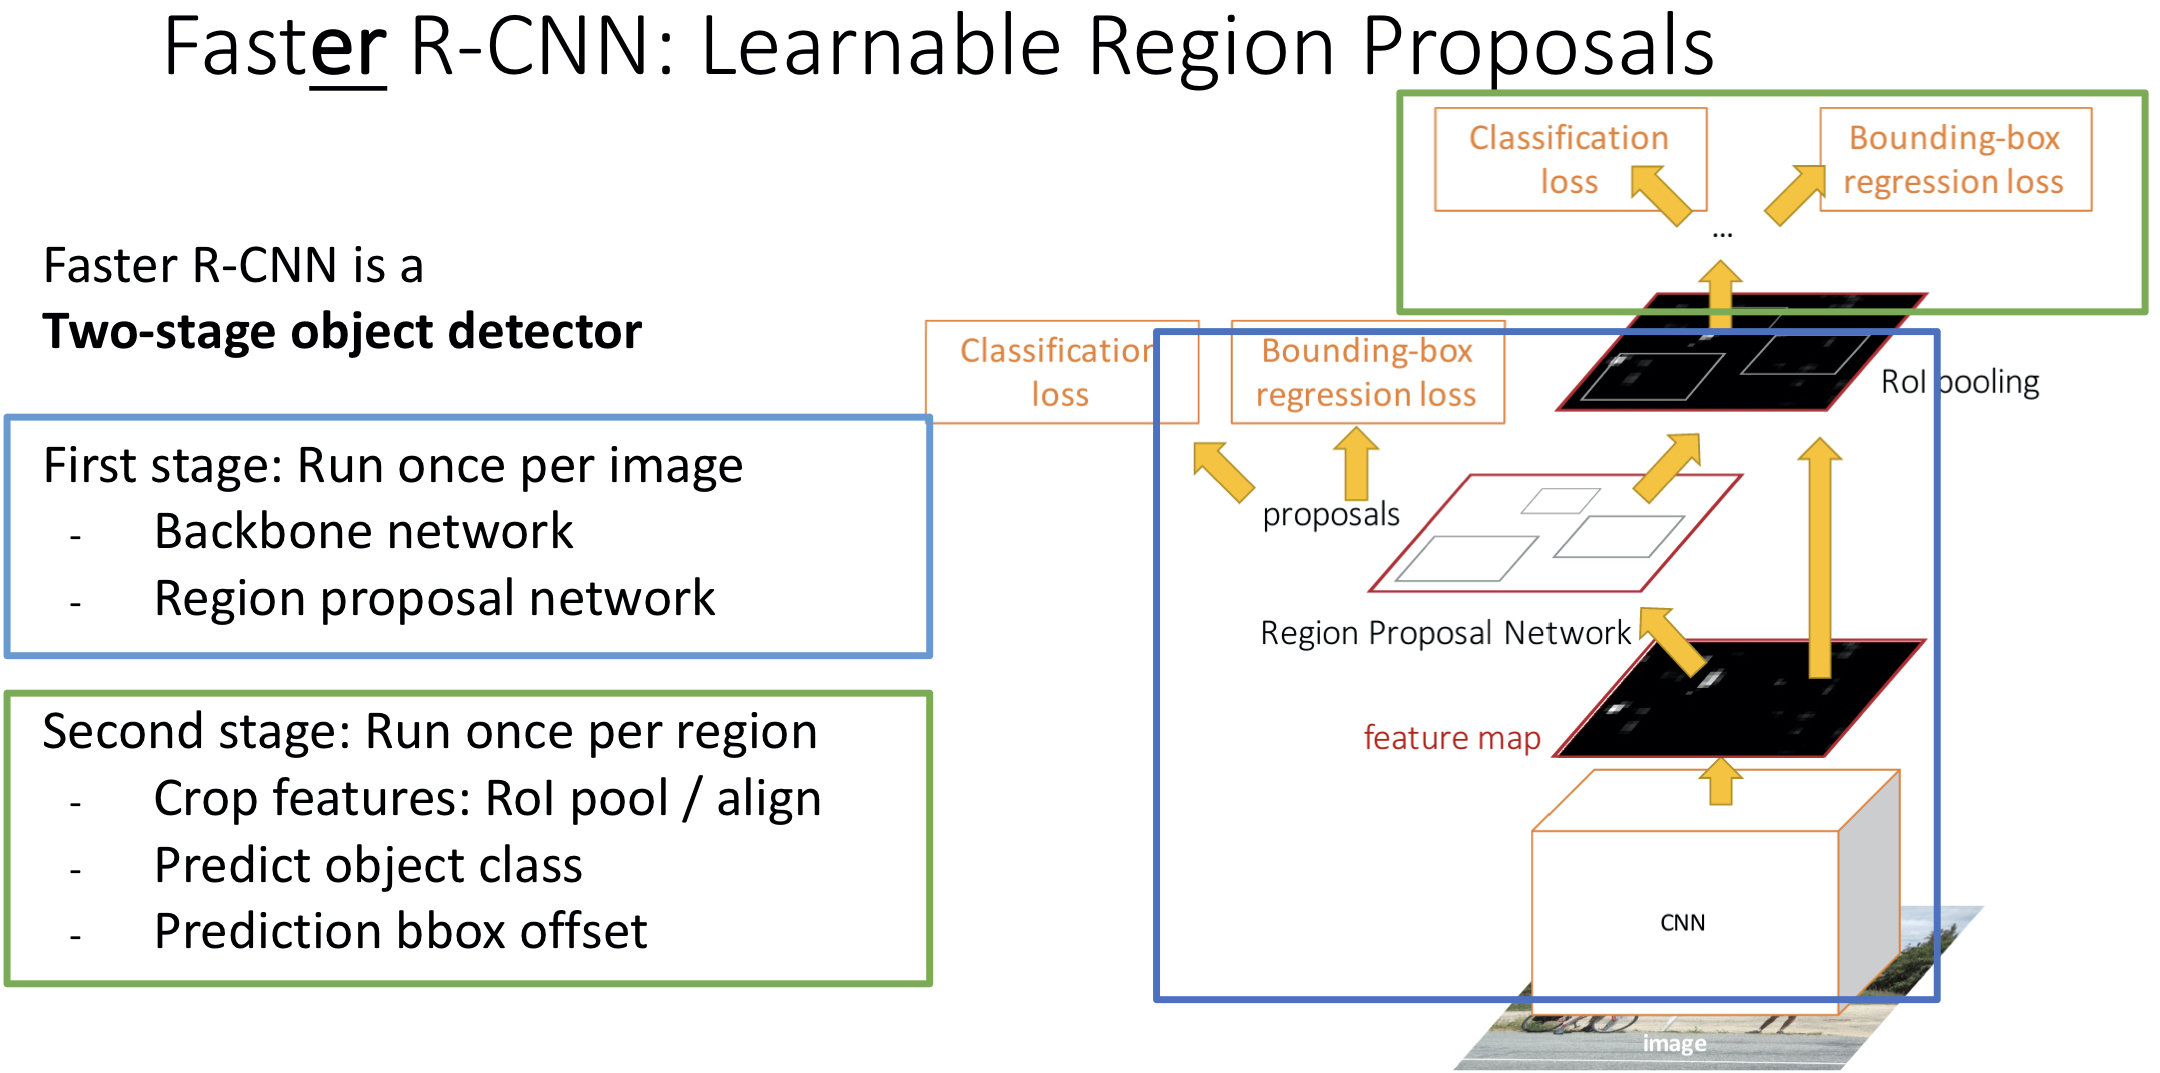 Faster R-CNN: Learnable Region Proposals
Faster R-CNN is a
Two-stage object detector
First stage: Run once per image
- Backbone network
- Region proposal network
Second stage: Run once per region
- Crop features: RoI pool / align
- Predict object class
- Prediction bbox offset
Classification
loss
Bounding-box
regression loss
...
Classification
loss
Bounding-box
regression loss
RoI pooling
proposals
Region Proposal Network
feature map
CNN
image